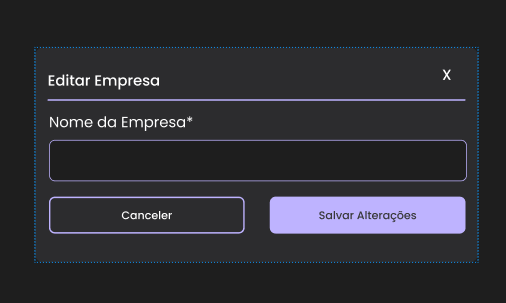 Editar Empresa
X
Nome da Empresa*
Canceler
Salvar Alterações